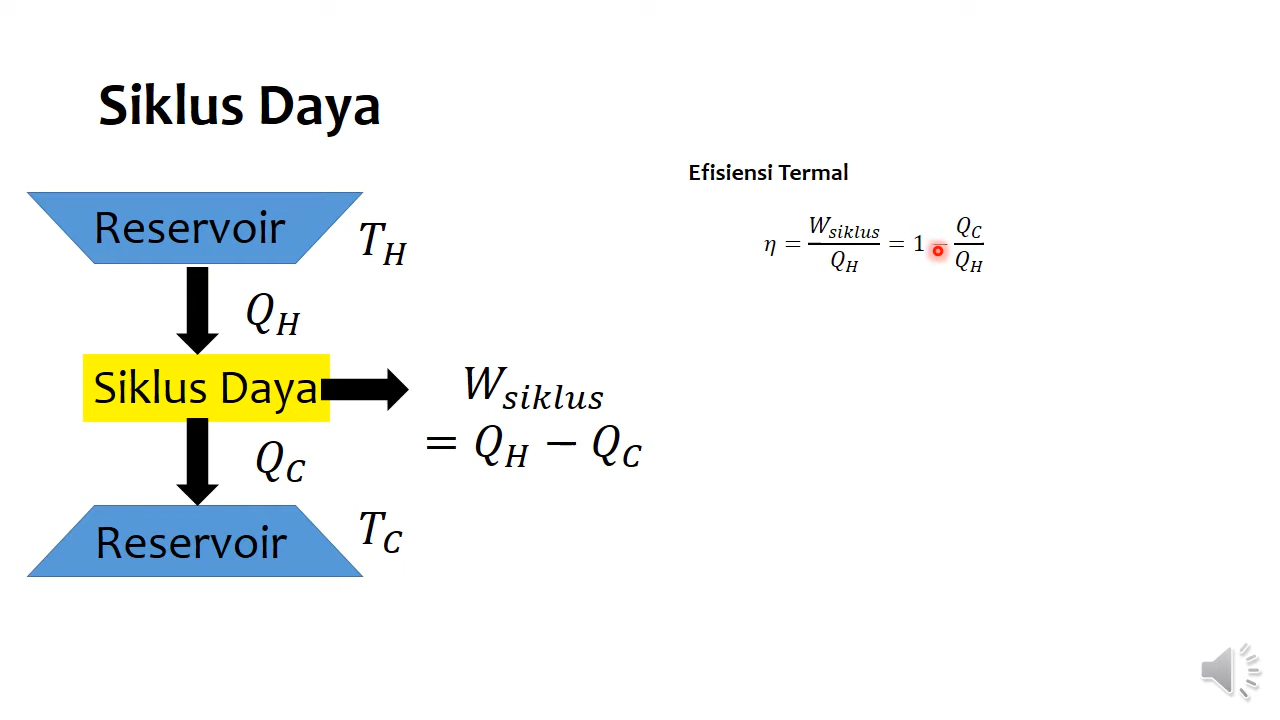 Siklus Daya
Efisiensi Termal
η = W_siklus / Q_H = 1 − Q_C / Q_H
Reservoir
T_H
Q_H
Siklus Daya
W_siklus
= Q_H − Q_C
Q_C
Reservoir
T_C